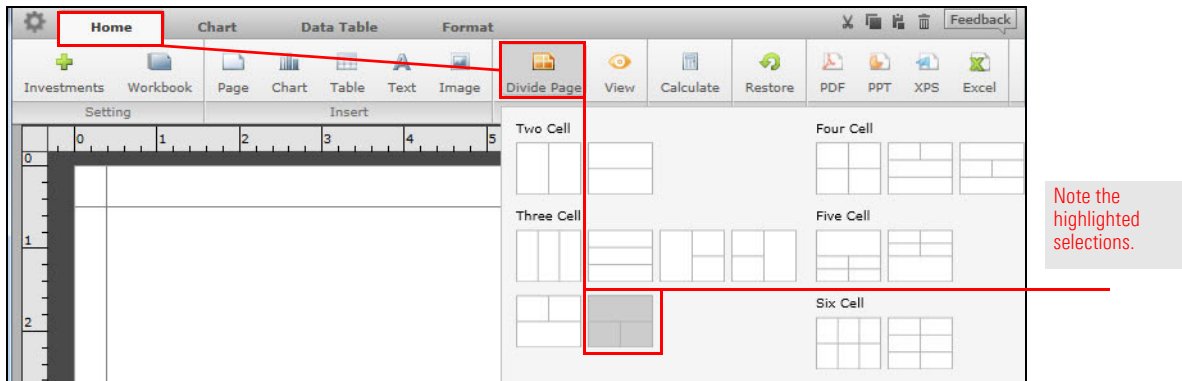 Home Chart Data Table Format Feedback
Investments Workbook Page Chart Table Text Image Divide Page View Calculate Restore PDF PPT XPS Excel
Setting Insert
0 1 2 3 4 5
0
1
2
Two Cell Four Cell
Three Cell Five Cell
Six Cell
Note the
highlighted
selections.